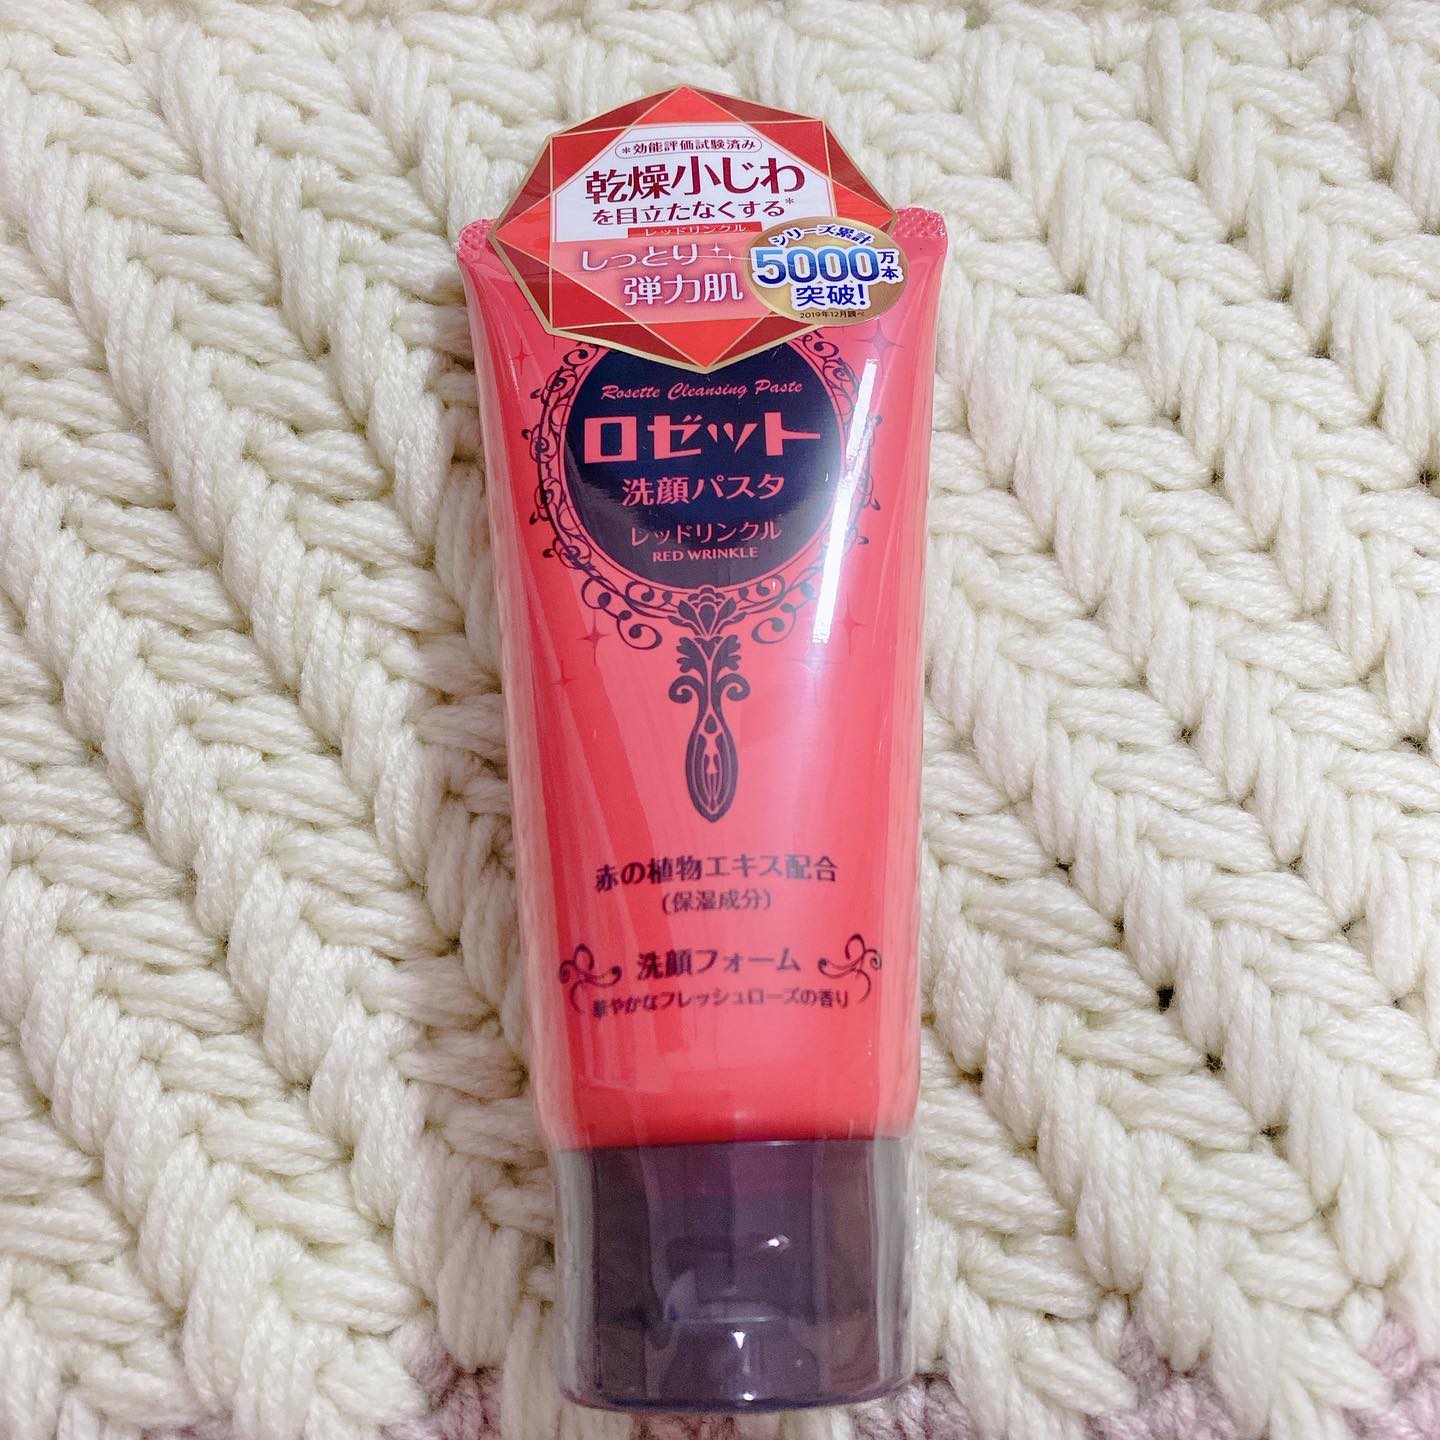 *効能評価試験済み
乾燥小じわ
を目立たなくする*
レッドリンクル
しっとり
弾力肌
シリーズ累計
5000万本
突破!
2019年12月調べ
Rosette Cleansing Paste
ロゼット
洗顔パスタ
レッドリンクル
RED WRINKLE
赤の植物エキス配合
(保湿成分)
洗顔フォーム
華やかなフレッシュローズの香り